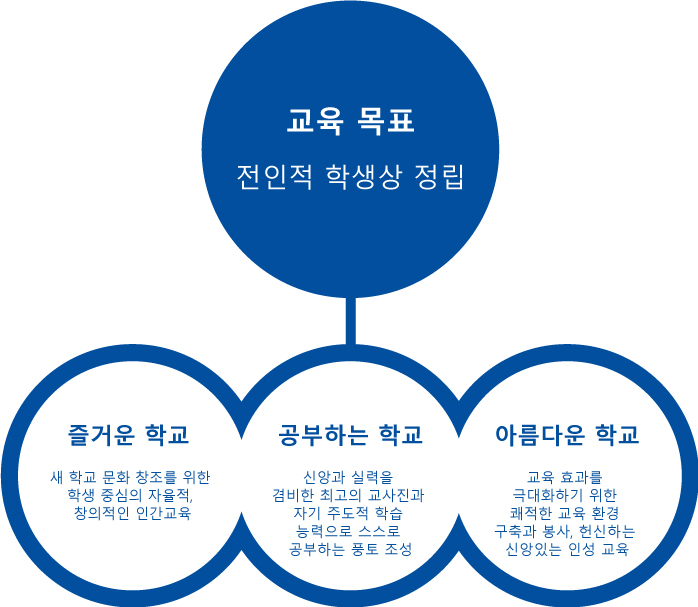 교육 목표
전인적 학생상 정립
즐거운 학교
새 학교 문화 창조를 위한
학생 중심의 자율적,
창의적인 인간교육
공부하는 학교
신앙과 실력을
겸비한 최고의 교사진과
자기 주도적 학습
능력으로 스스로
공부하는 풍토 조성
아름다운 학교
교육 효과를
극대화하기 위한
쾌적한 교육 환경
구축과 봉사, 헌신하는
신앙있는 인성 교육